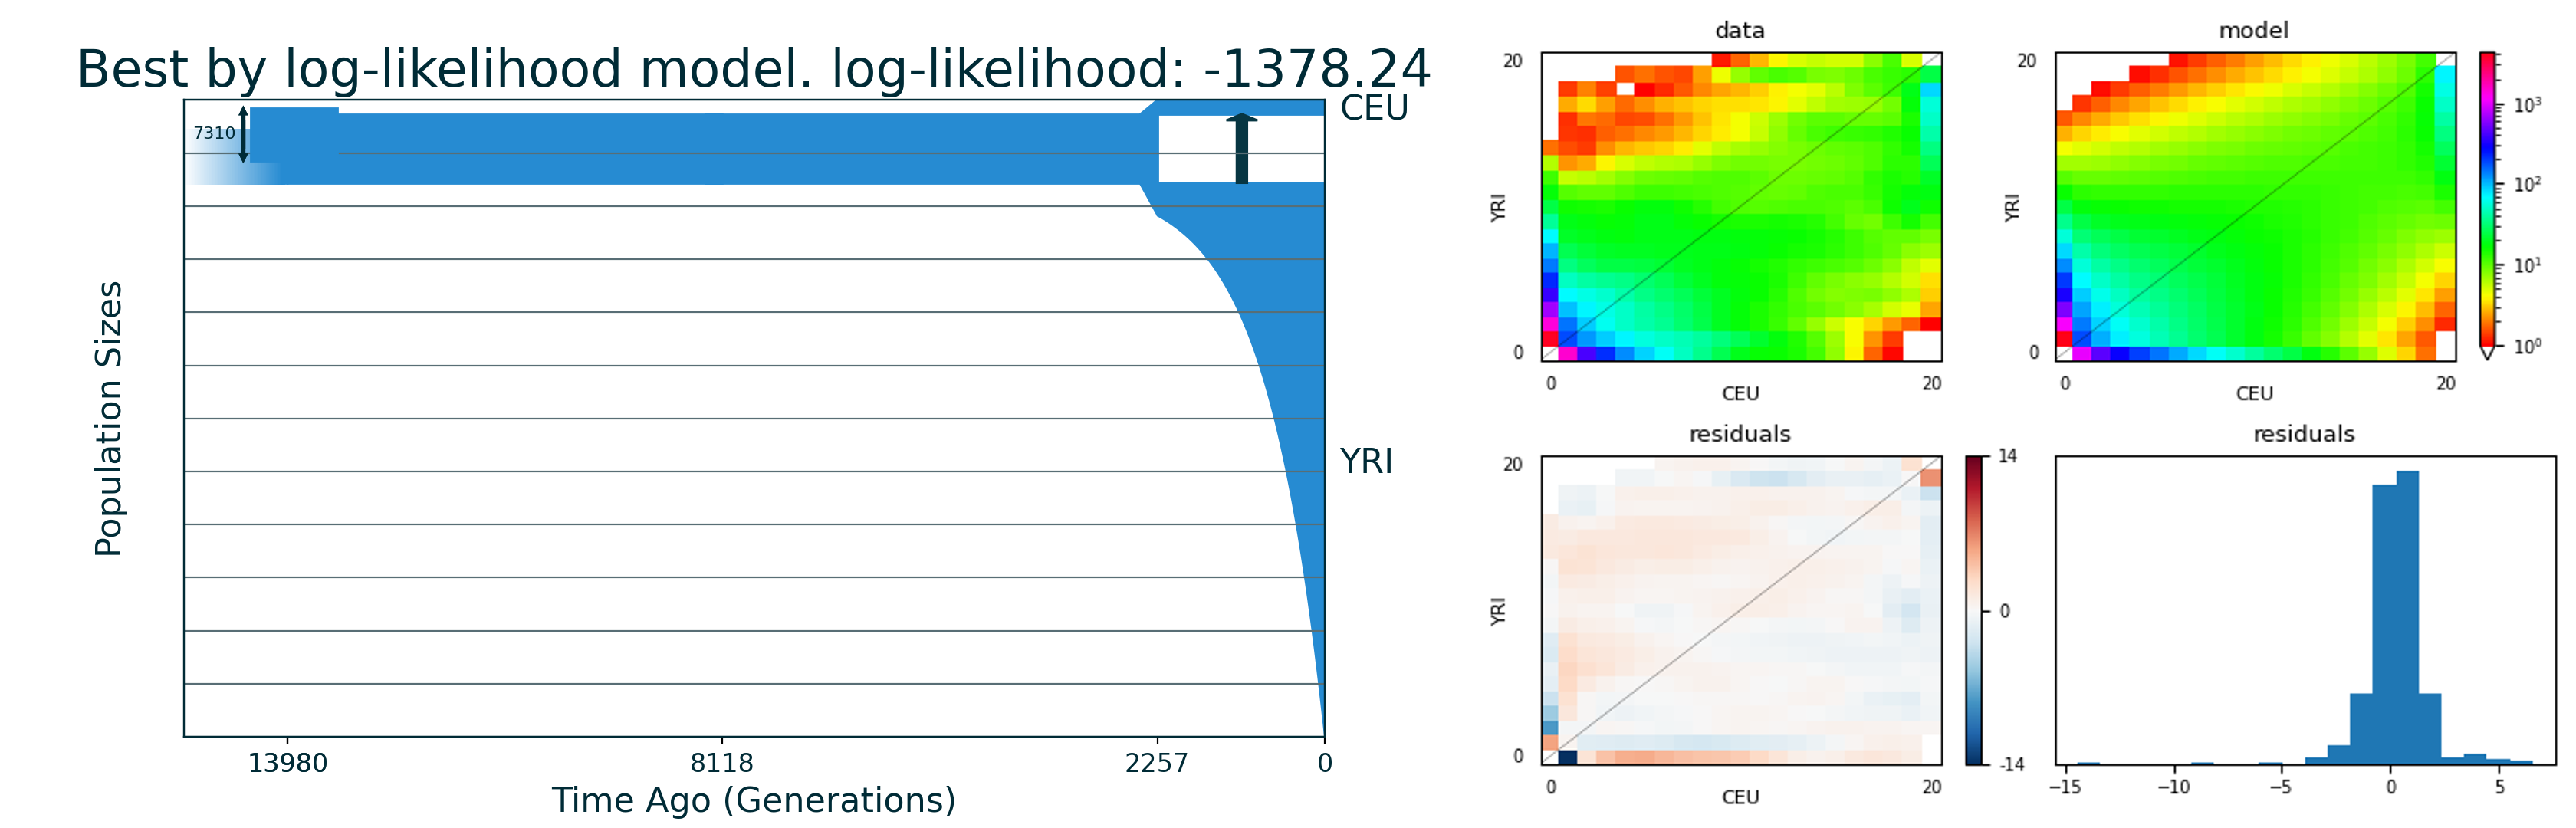 Best by log-likelihood model. log-likelihood: -1378.24
7310
CEU
YRI
Population Sizes
13980
8118
2257
0
Time Ago (Generations)
data
20
YRI
0
0
20
CEU
model
20
YRI
0
0
20
CEU
10³
10²
10¹
10⁰
residuals
20
YRI
0
0
20
CEU
14
0
-14
residuals
−15
−10
−5
0
5